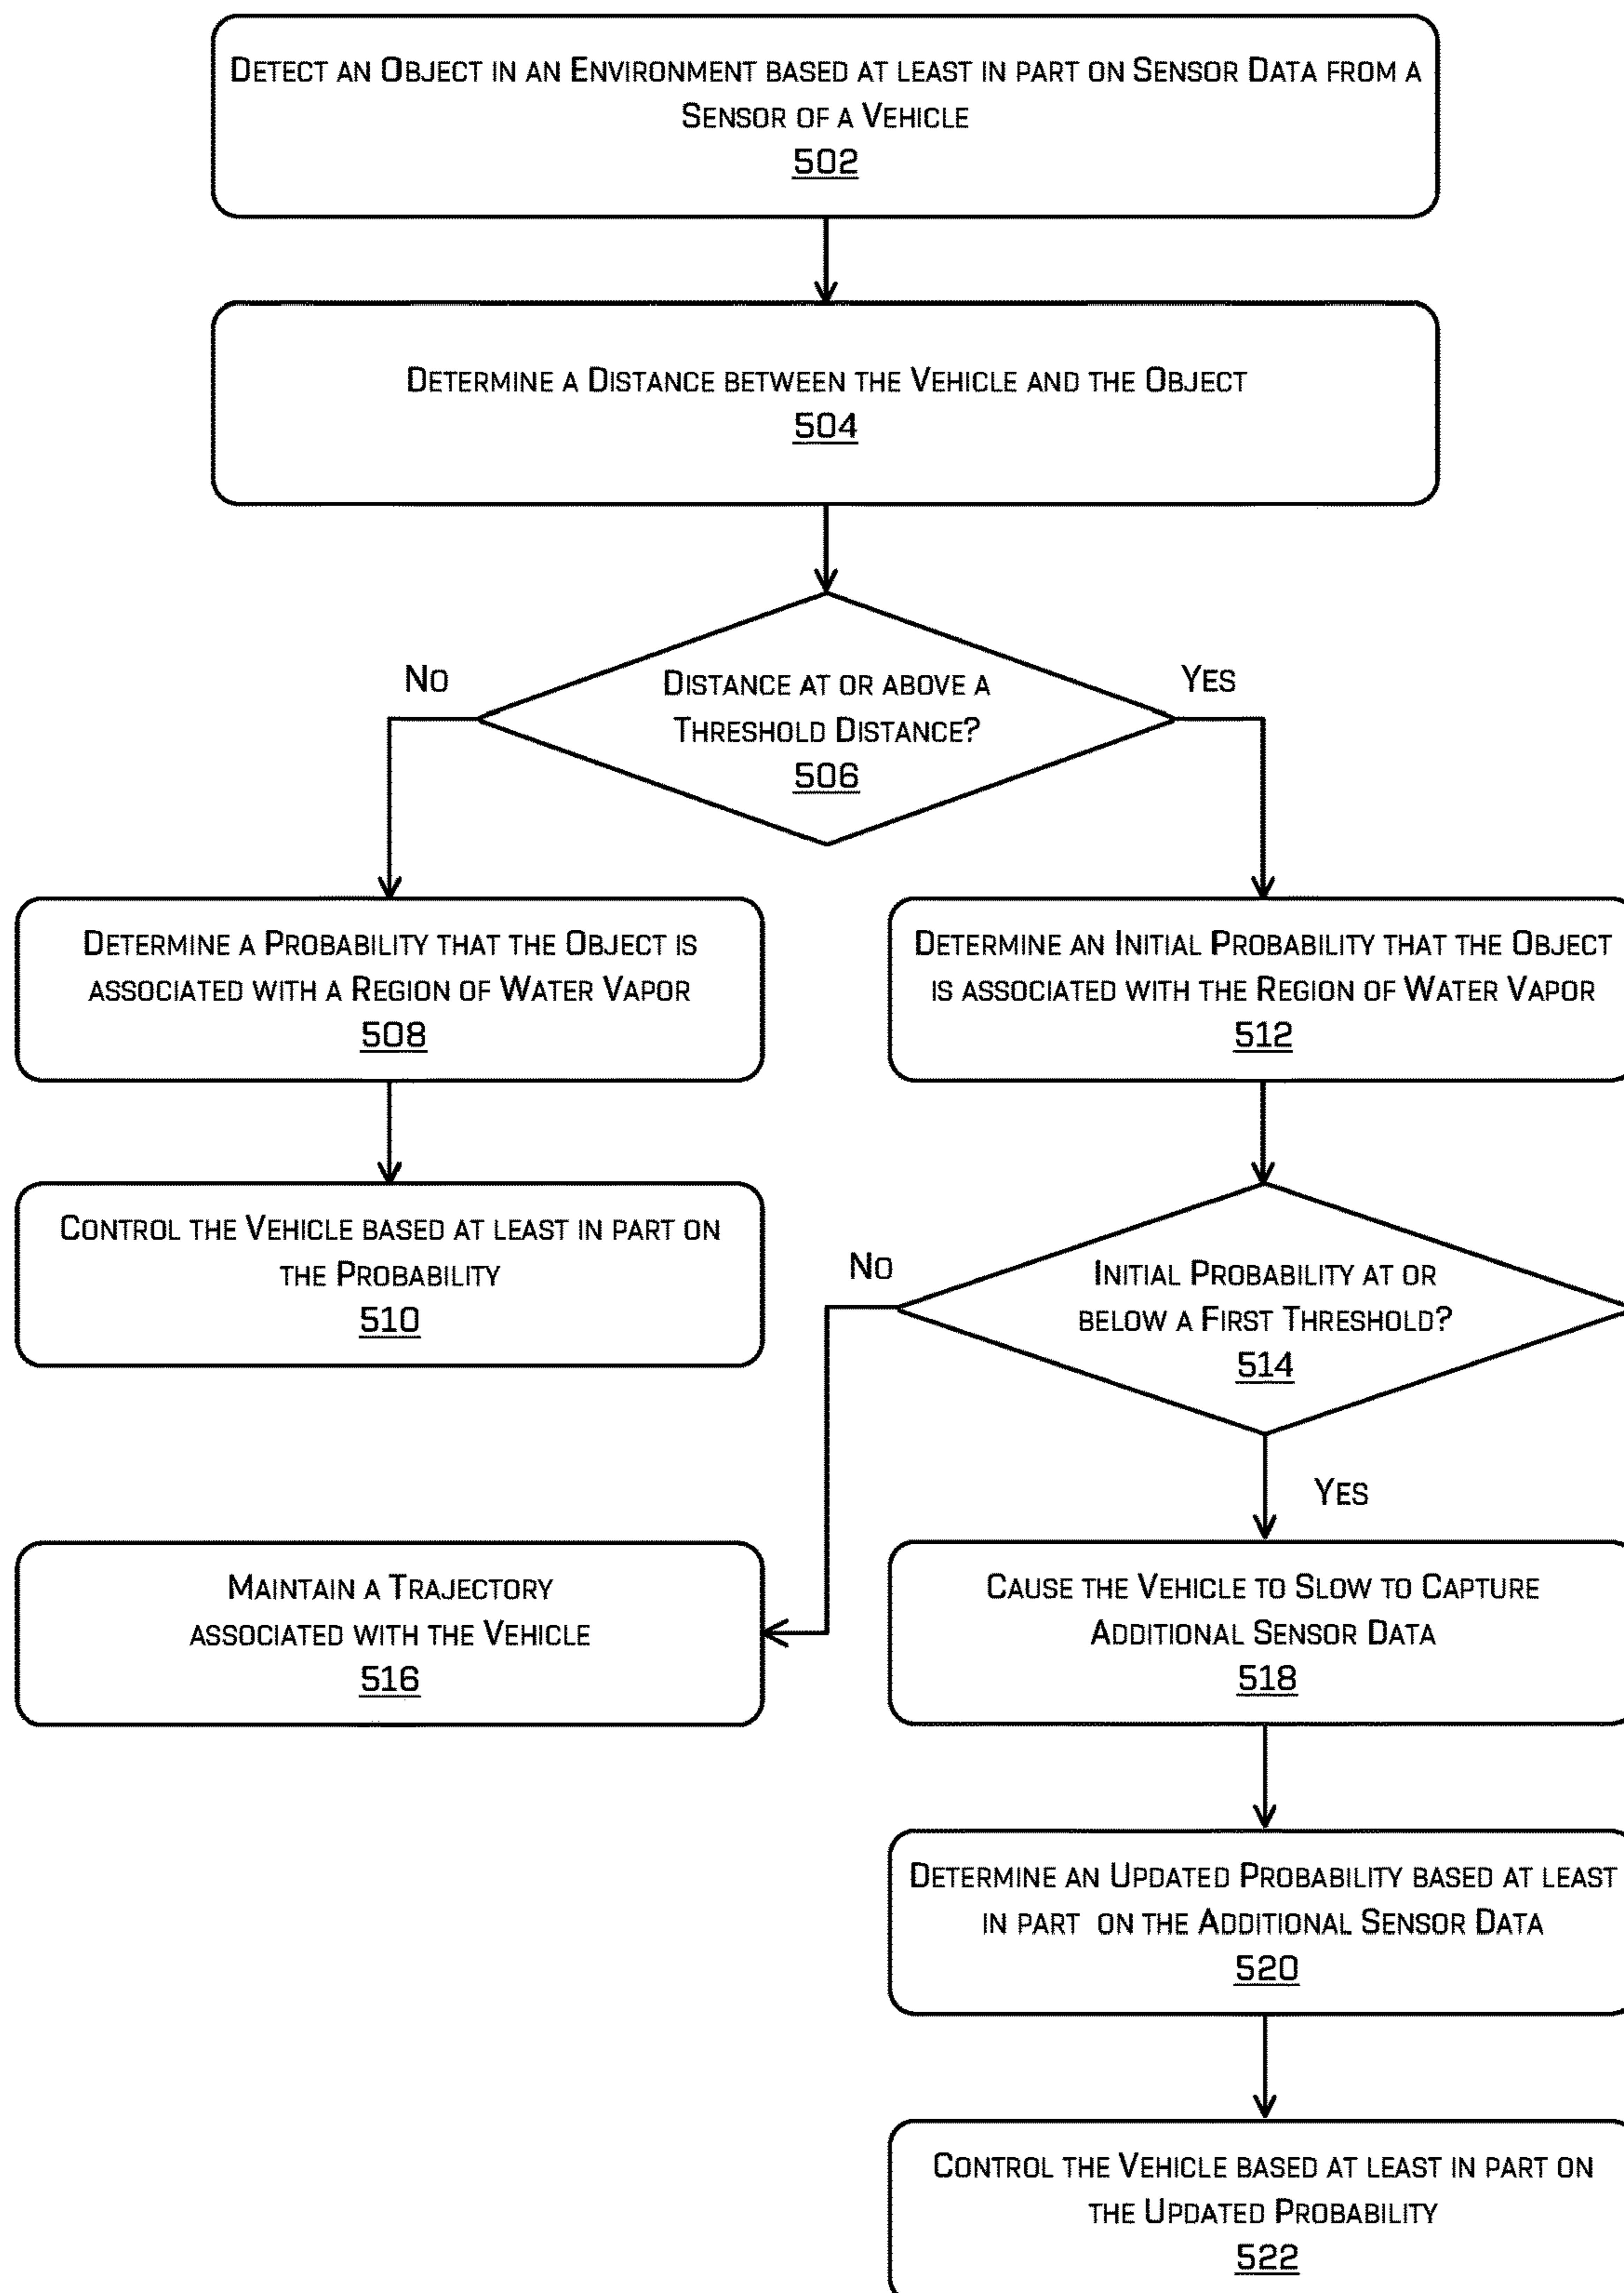 Detect an Object in an Environment based at least in part on Sensor Data from a
Sensor of a Vehicle
502
Determine a Distance between the Vehicle and the Object
504
Distance at or above a
Threshold Distance?
506
No
Yes
Determine a Probability that the Object is
associated with a Region of Water Vapor
508
Determine an Initial Probability that the Object
is associated with the Region of Water Vapor
512
Control the Vehicle based at least in part on
the Probability
510
No
Initial Probability at or
below a First Threshold?
514
Yes
Maintain a Trajectory
associated with the Vehicle
516
Cause the Vehicle to Slow to Capture
Additional Sensor Data
518
Determine an Updated Probability based at least
in part on the Additional Sensor Data
520
Control the Vehicle based at least in part on
the Updated Probability
522